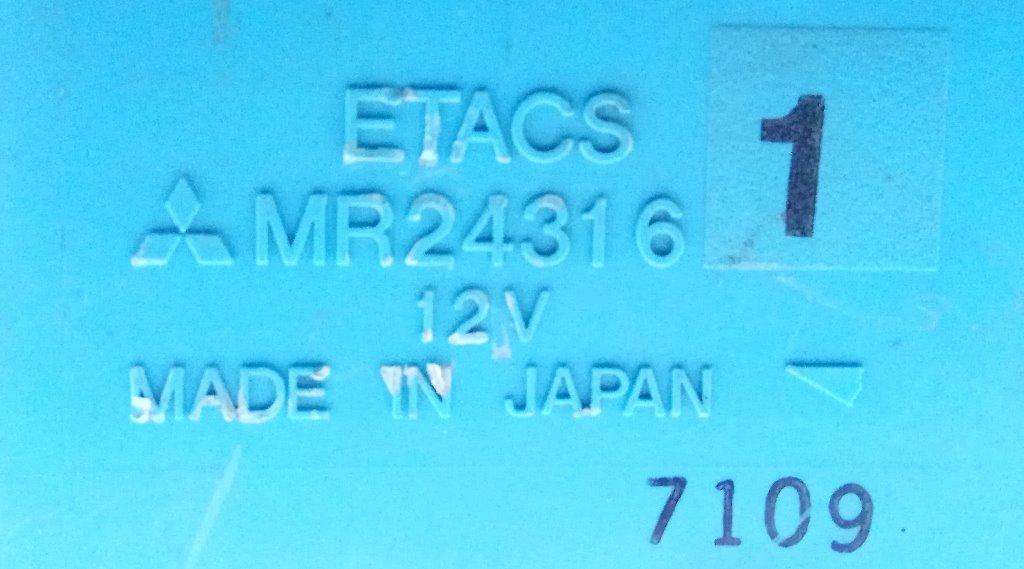 ETACS
MR24316 1
12V
MADE IN JAPAN
7109